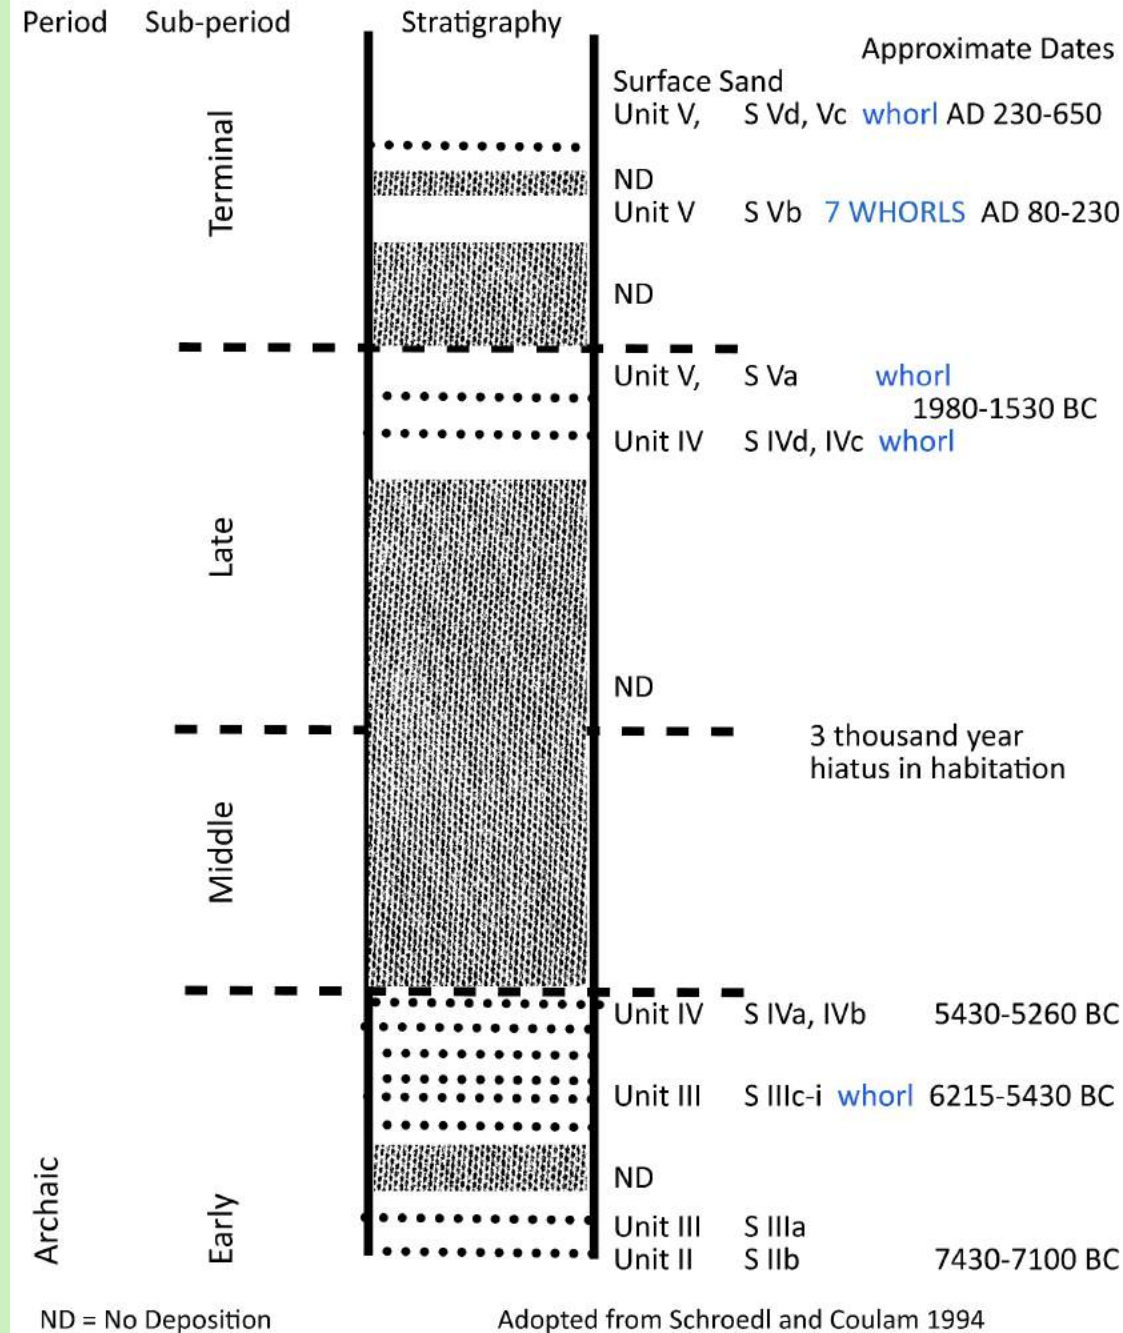 Period Sub-period Stratigraphy
Approximate Dates
Surface Sand
Unit V, S Vd, Vc whorl AD 230-650
Terminal
ND
Unit V S Vb 7 WHORLS AD 80-230
ND
Unit V, S Va whorl
1980-1530 BC
Unit IV S IVd, IVc whorl
Late
ND
3 thousand year
hiatus in habitation
Middle
Unit IV S IVa, IVb 5430-5260 BC
Unit III S IIIc-i whorl 6215-5430 BC
ND
Archaic
Early
Unit III S IIIa
Unit II S IIb 7430-7100 BC
ND = No Deposition Adopted from Schroedl and Coulam 1994